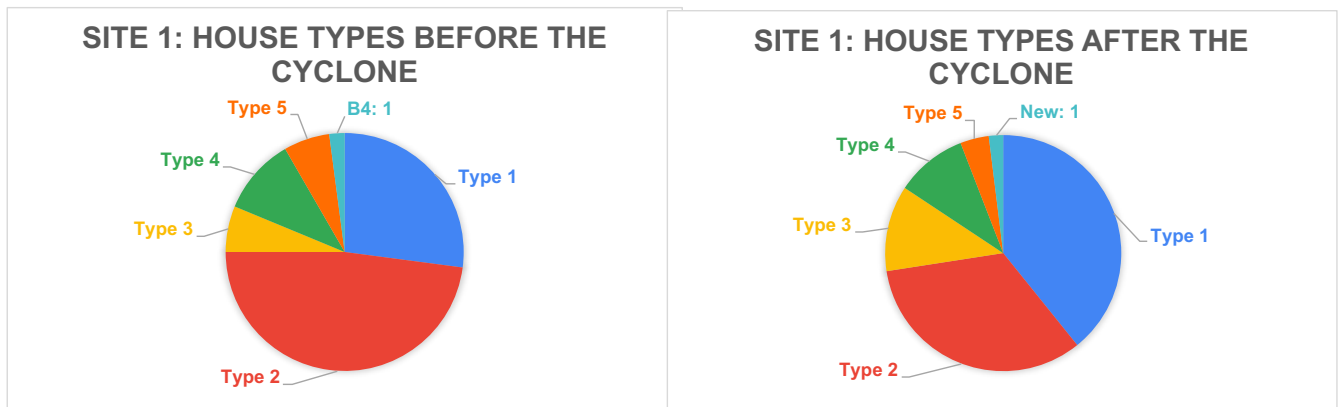 SITE 1: HOUSE TYPES BEFORE THE
CYCLONE
Type 5
B4: 1
Type 4
Type 1
Type 3
Type 2
SITE 1: HOUSE TYPES AFTER THE
CYCLONE
Type 5
New: 1
Type 4
Type 3
Type 1
Type 2